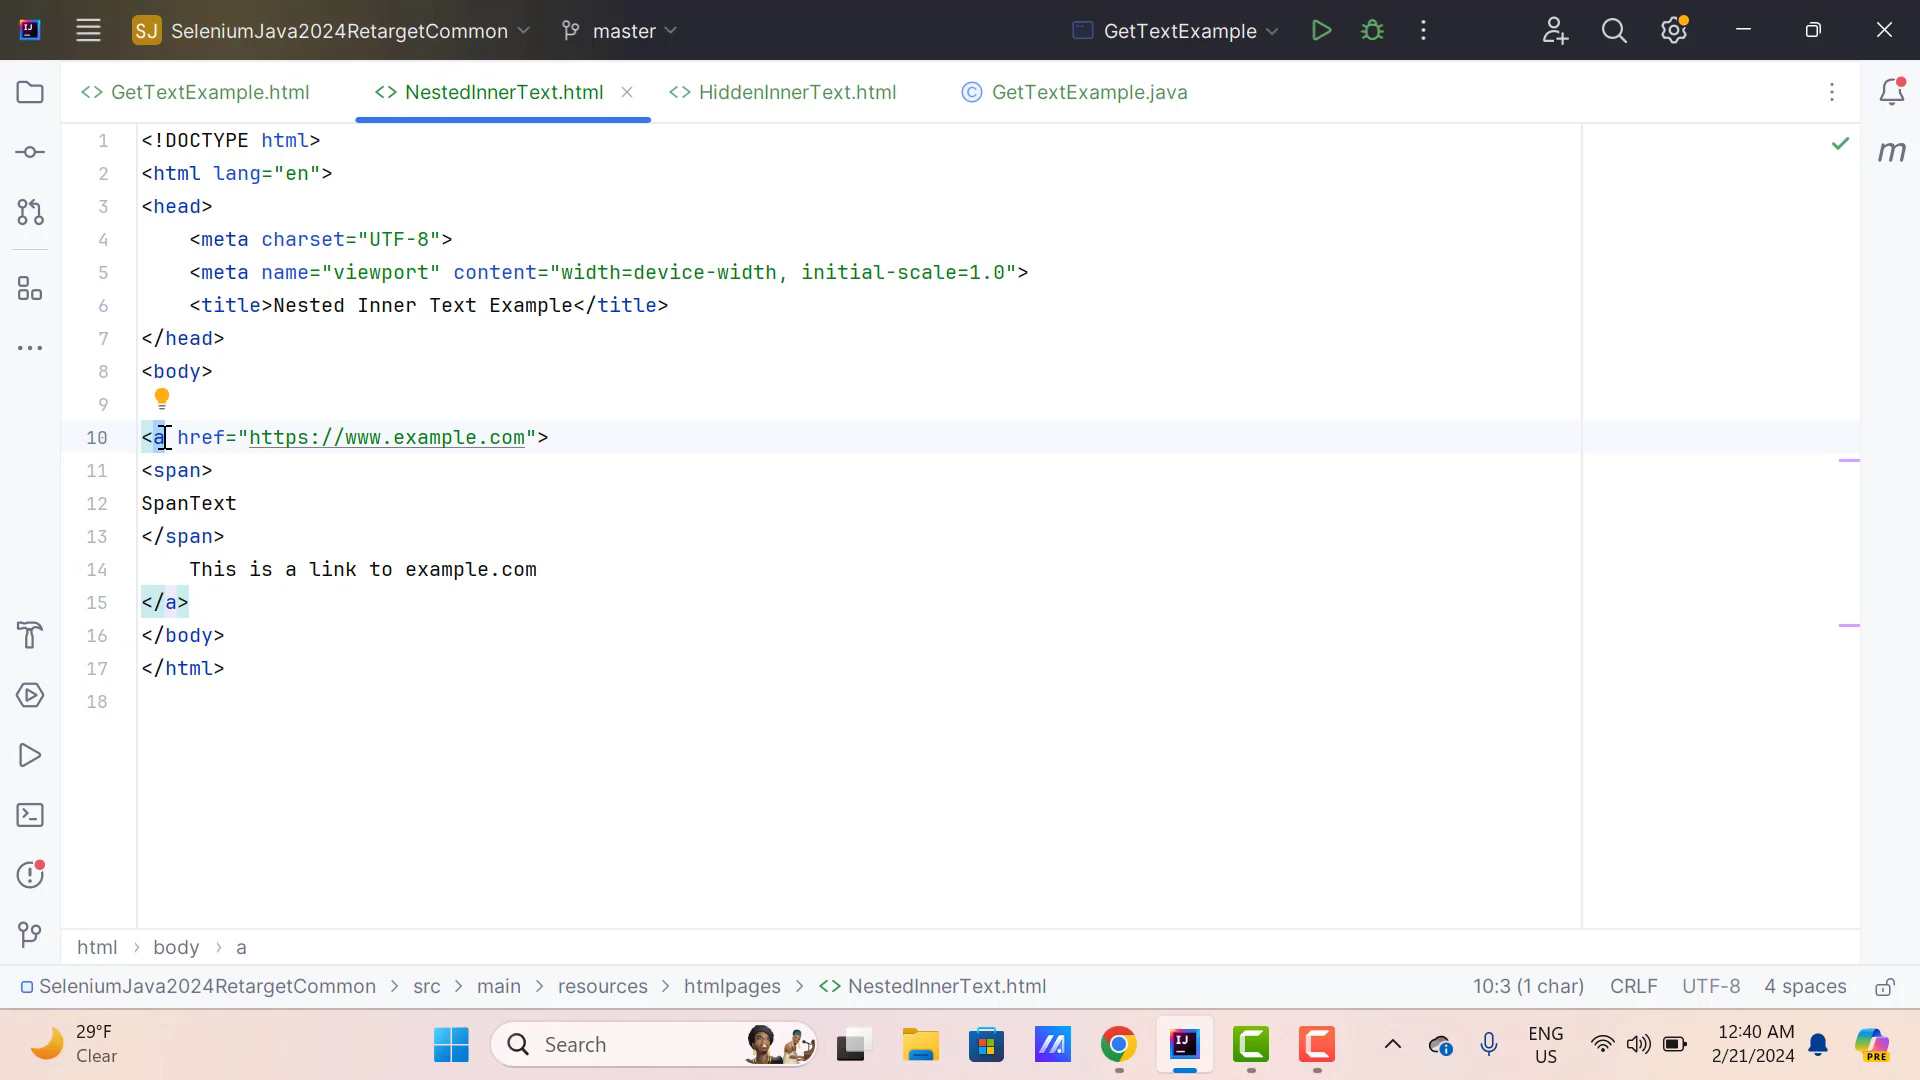 SJ SeleniumJava2024RetargetCommon master GetTextExample
GetTextExample.html NestedInnerText.html HiddenInnerText.html GetTextExample.java
1 <!DOCTYPE html>
2 <html lang="en">
3 <head>
4 <meta charset="UTF-8">
5 <meta name="viewport" content="width=device-width, initial-scale=1.0">
6 <title>Nested Inner Text Example</title>
7 </head>
8 <body>
9
10 <a href="https://www.example.com">
11 <span>
12 SpanText
13 </span>
14 This is a link to example.com
15 </a>
16 </body>
17 </html>
18
html › body › a
SeleniumJava2024RetargetCommon > src > main > resources > htmlpages > NestedInnerText.html 10:3 (1 char) CRLF UTF-8 4 spaces
29°F
Clear
Search
ENG
US
12:40 AM
2/21/2024
PRE